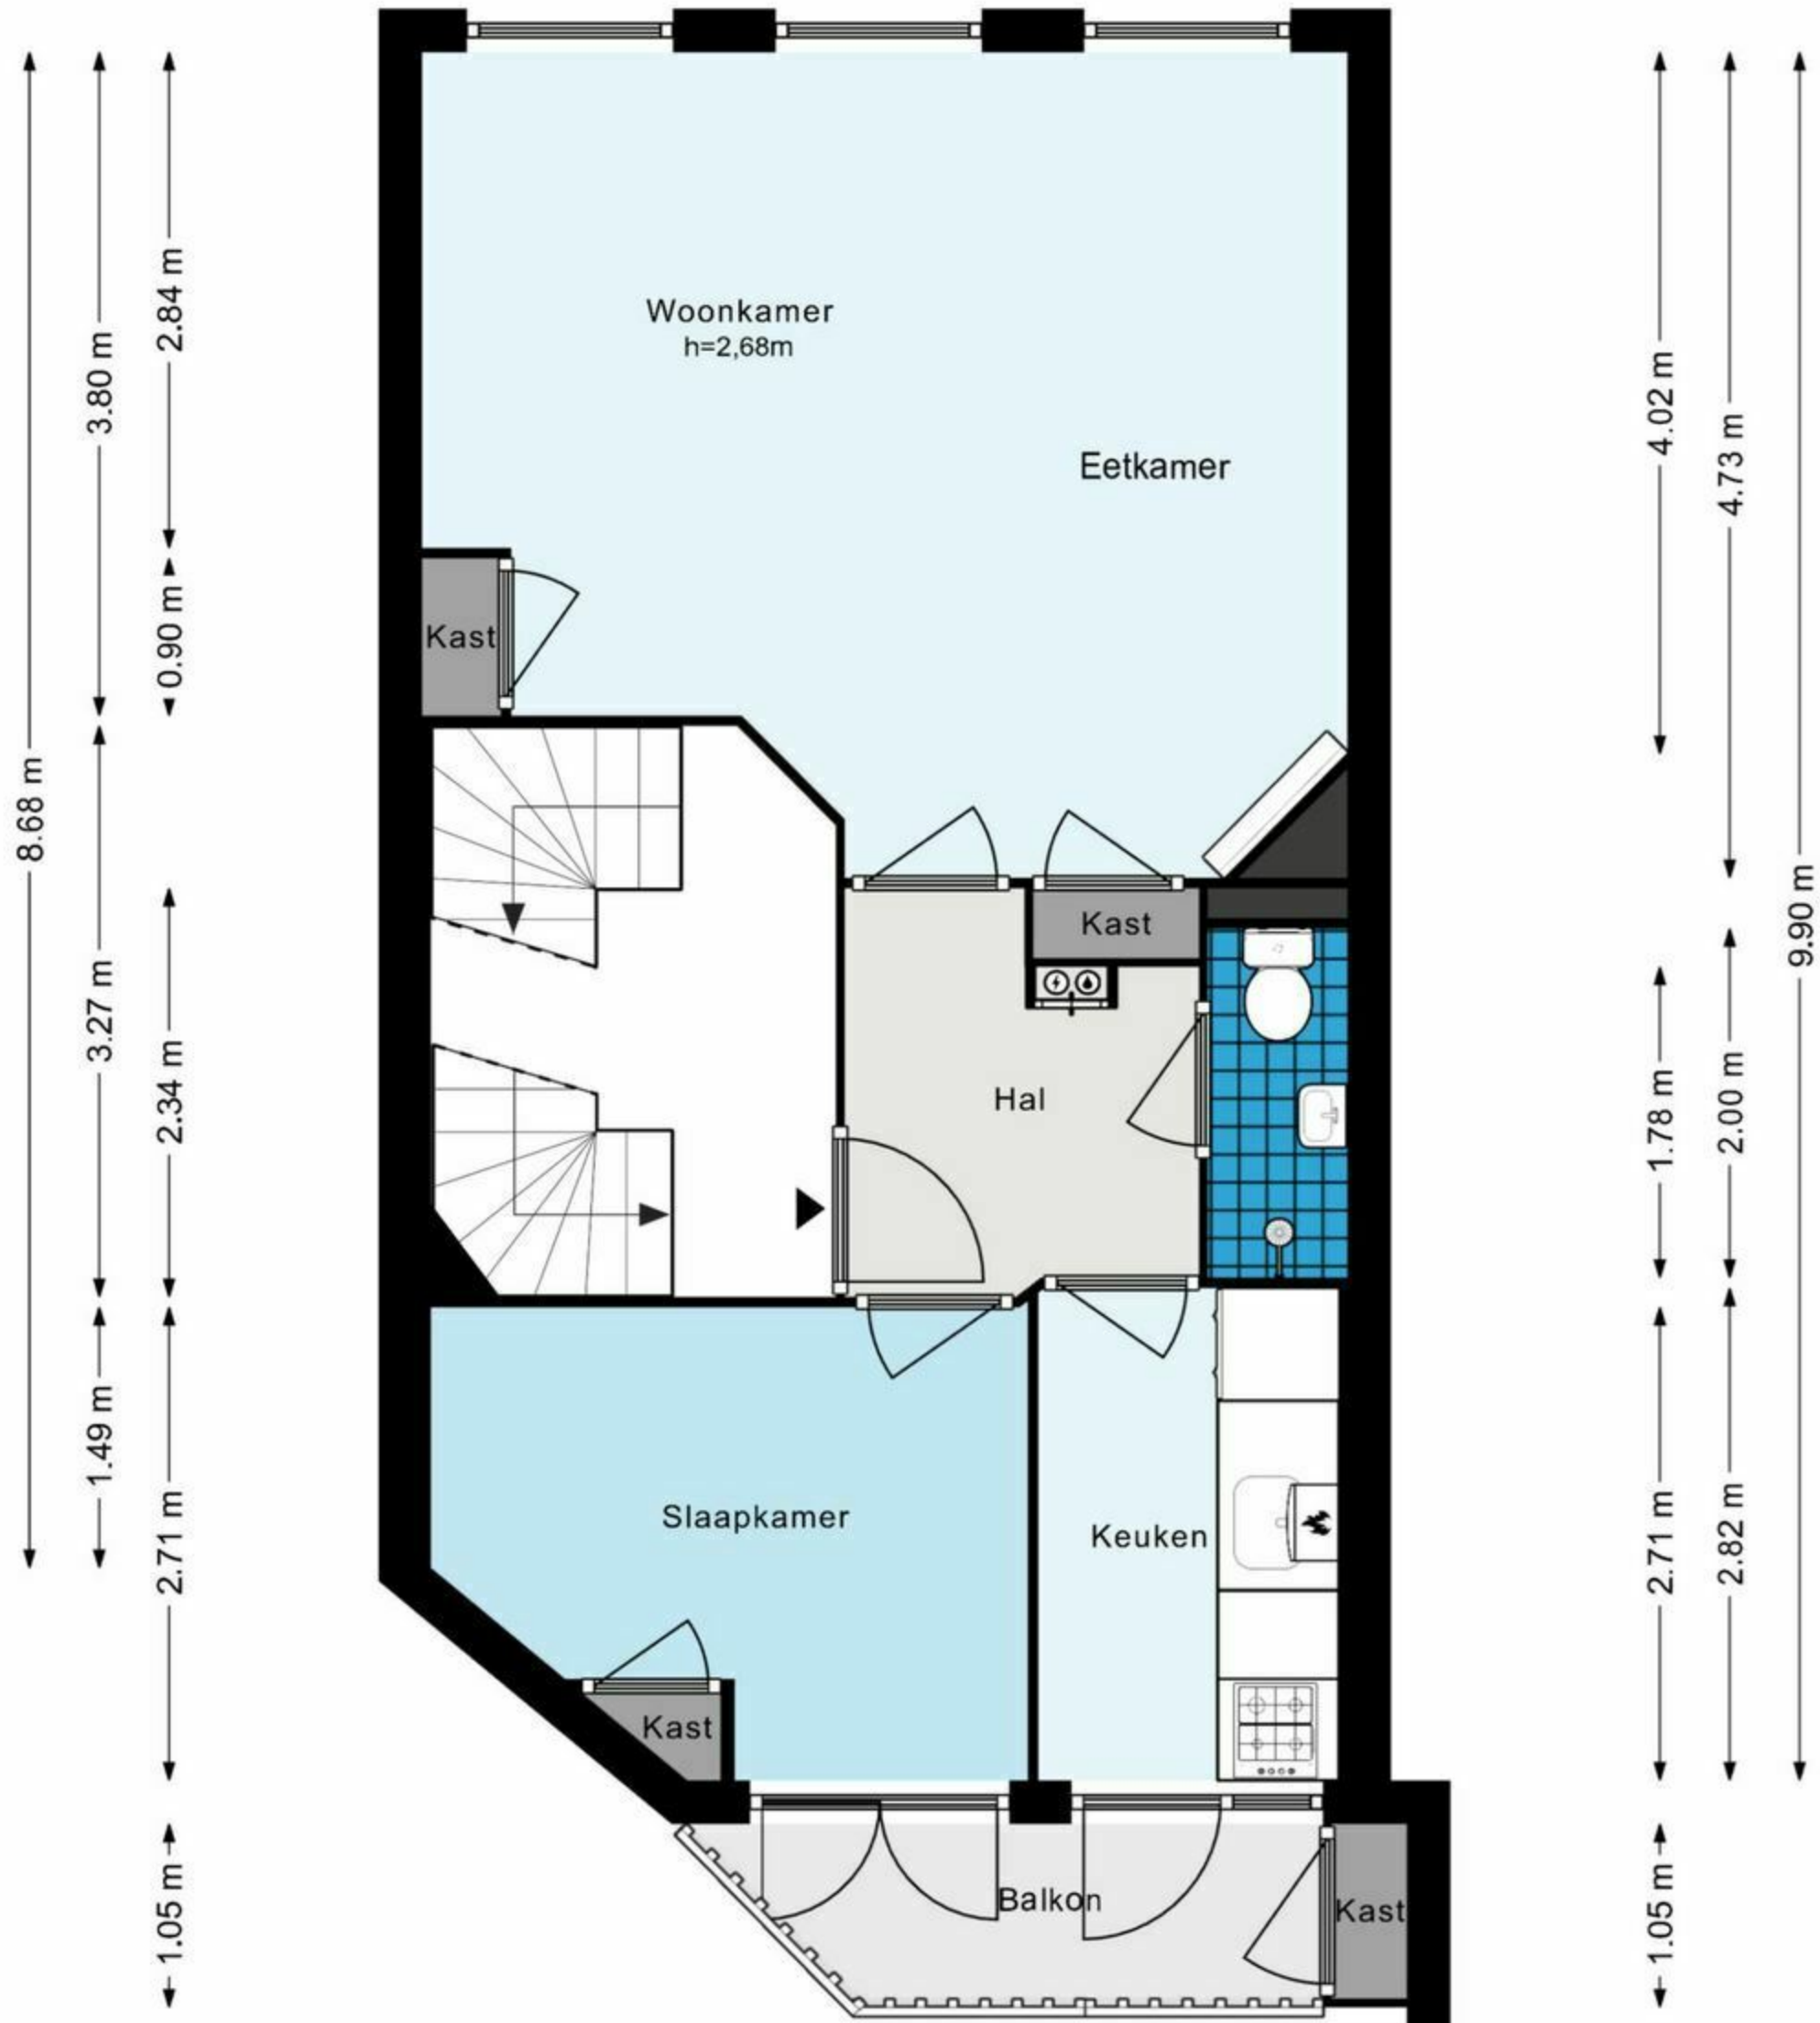 Woonkamer
h=2,68m
Eetkamer
Kast
Kast
Hal
Slaapkamer
Keuken
Kast
Balkon
Kast
8.68 m
3.80 m
3.27 m
1.49 m
2.84 m
0.90 m
2.34 m
2.71 m
1.05 m
4.02 m
1.78 m
2.71 m
1.05 m
4.73 m
2.00 m
2.82 m
9.90 m